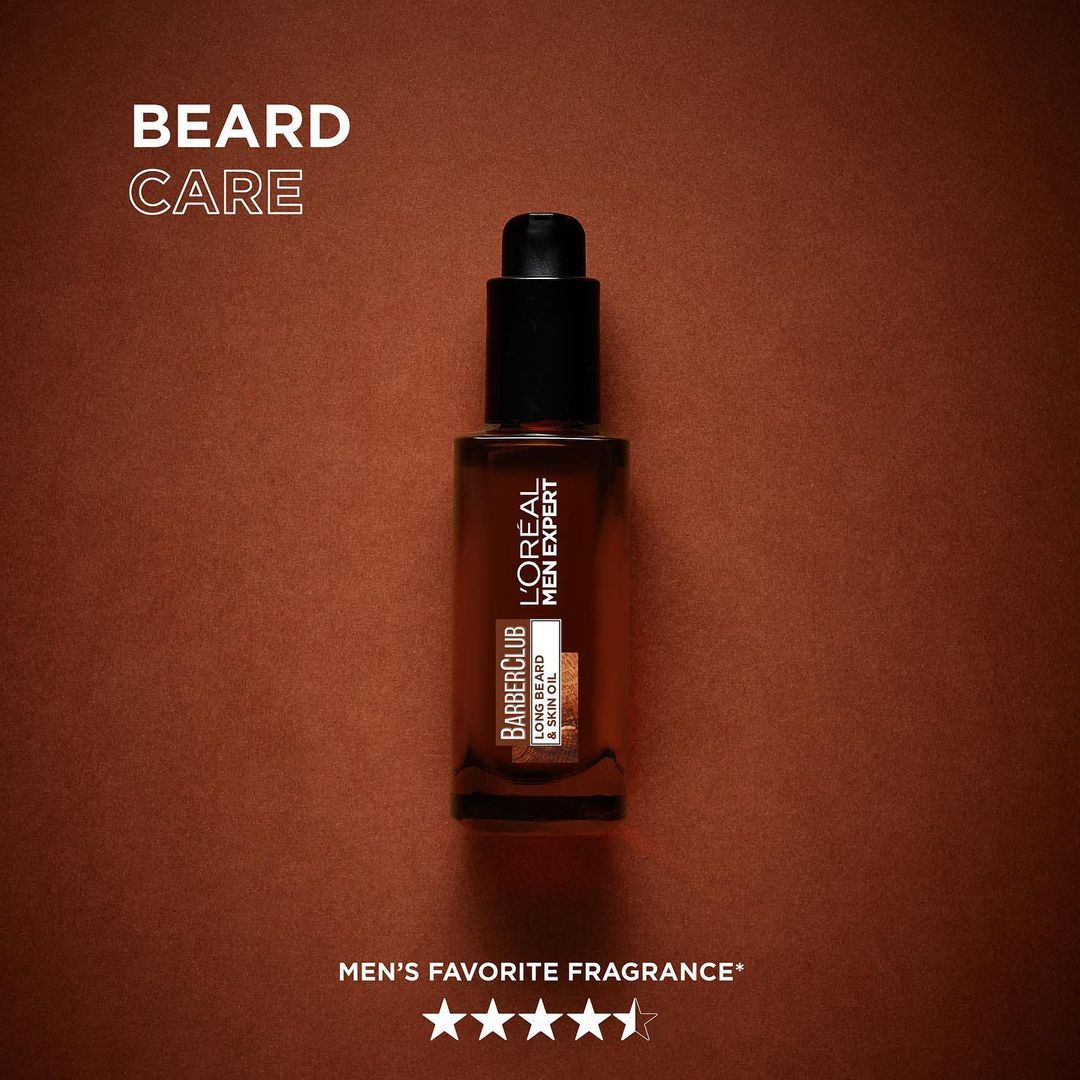 BEARD
CARE
L'ORÉAL
MEN EXPERT
BARBERCLUB
LONG BEARD
& SKIN OIL
MEN'S FAVORITE FRAGRANCE*